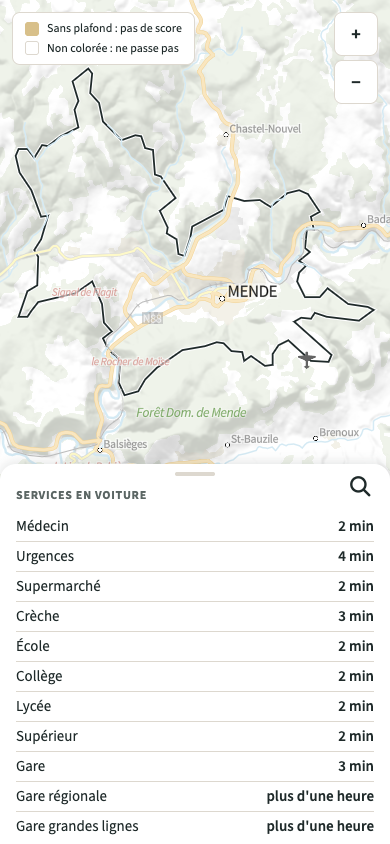 Sans plafond : pas de score
Non colorée : ne passe pas
+
−
Chastel-Nouvel
Bada
Signal de Flagit
MENDE
N88
le Rocher de Moïse
Forêt Dom. de Mende
Balsièges
St-Bauzile
Brenoux
SERVICES EN VOITURE
Médecin 2 min
Urgences 4 min
Supermarché 2 min
Crèche 3 min
École 2 min
Collège 2 min
Lycée 2 min
Supérieur 2 min
Gare 3 min
Gare régionale plus d'une heure
Gare grandes lignes plus d'une heure